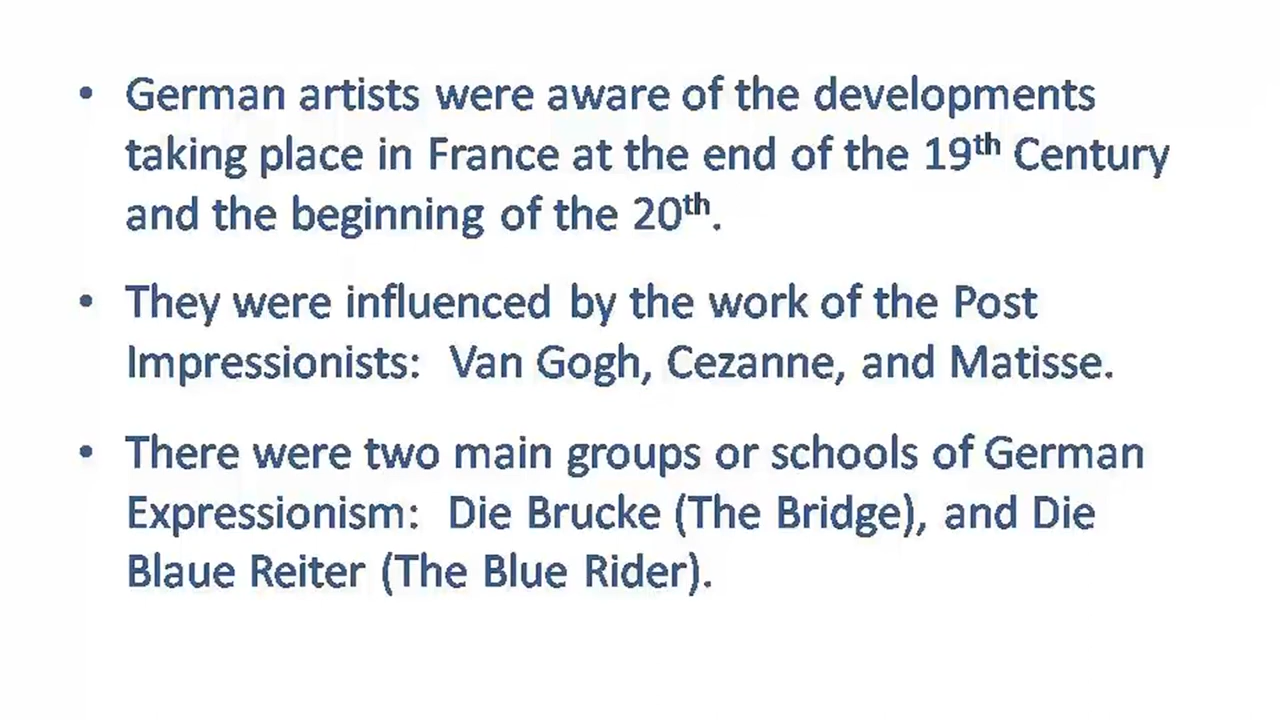 • German artists were aware of the developments
taking place in France at the end of the 19th Century
and the beginning of the 20th.
• They were influenced by the work of the Post
Impressionists:  Van Gogh, Cezanne, and Matisse.
• There were two main groups or schools of German
Expressionism:  Die Brucke (The Bridge), and Die
Blaue Reiter (The Blue Rider).